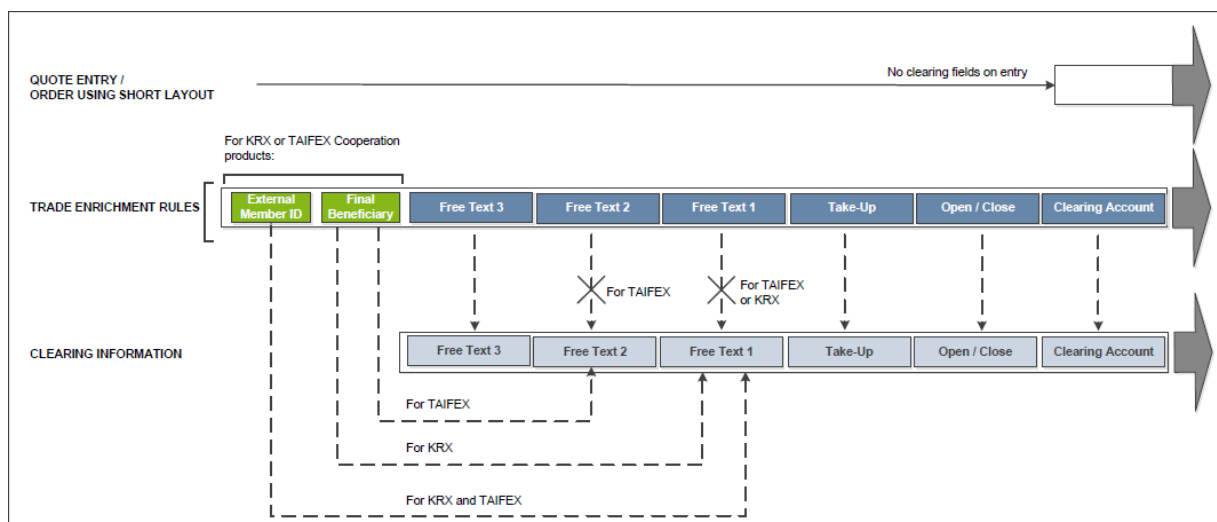 No clearing fields on entry
QUOTE ENTRY /
ORDER USING SHORT LAYOUT
For KRX or TAIFEX Cooperation
products:
TRADE ENRICHMENT RULES
External
Member ID
Final
Beneficiary
Free Text 3
Free Text 2
Free Text 1
Take-Up
Open / Close
Clearing Account
For TAIFEX
For TAIFEX
or KRX
CLEARING INFORMATION
Free Text 3
Free Text 2
Free Text 1
Take-Up
Open / Close
Clearing Account
For TAIFEX
For KRX
For KRX and TAIFEX